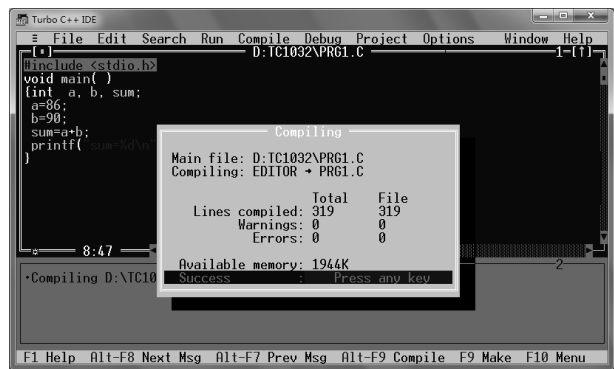 Turbo C++ IDE
≡ File Edit Search Run Compile Debug Project Options Window Help
[■] D:TC1032\PRG1.C 1=[↑]
#include <stdio.h>
void main( )
{int a, b, sum;
a=86;
b=90;
sum=a+b;
printf( "sum=%d\n"
}
Compiling
Main file: D:TC1032\PRG1.C
Compiling: EDITOR → PRG1.C
Total File
Lines compiled: 319 319
Warnings: 0 0
Errors: 0 0
Available memory: 1944K
Success : Press any key
8:47
2
•Compiling D:\TC10
F1 Help Alt-F8 Next Msg Alt-F7 Prev Msg Alt-F9 Compile F9 Make F10 Menu